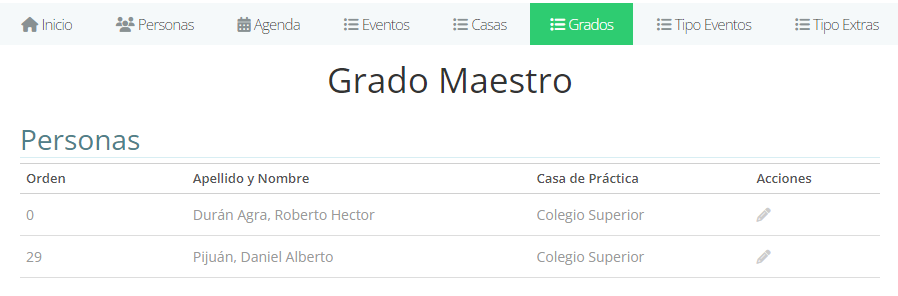 Inicio Personas Agenda Eventos Casas Grados Tipo Eventos Tipo Extras
Grado Maestro
Personas
Orden Apellido y Nombre Casa de Práctica Acciones
0 Durán Agra, Roberto Hector Colegio Superior
29 Pijuán, Daniel Alberto Colegio Superior